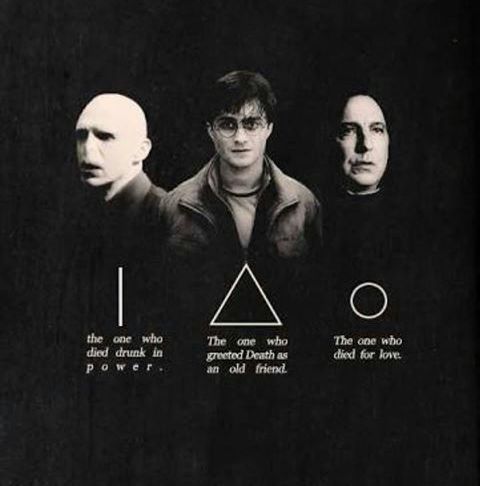 the one who
died drunk in
power.
The one who
greeted Death as
an old friend.
The one who
died for love.